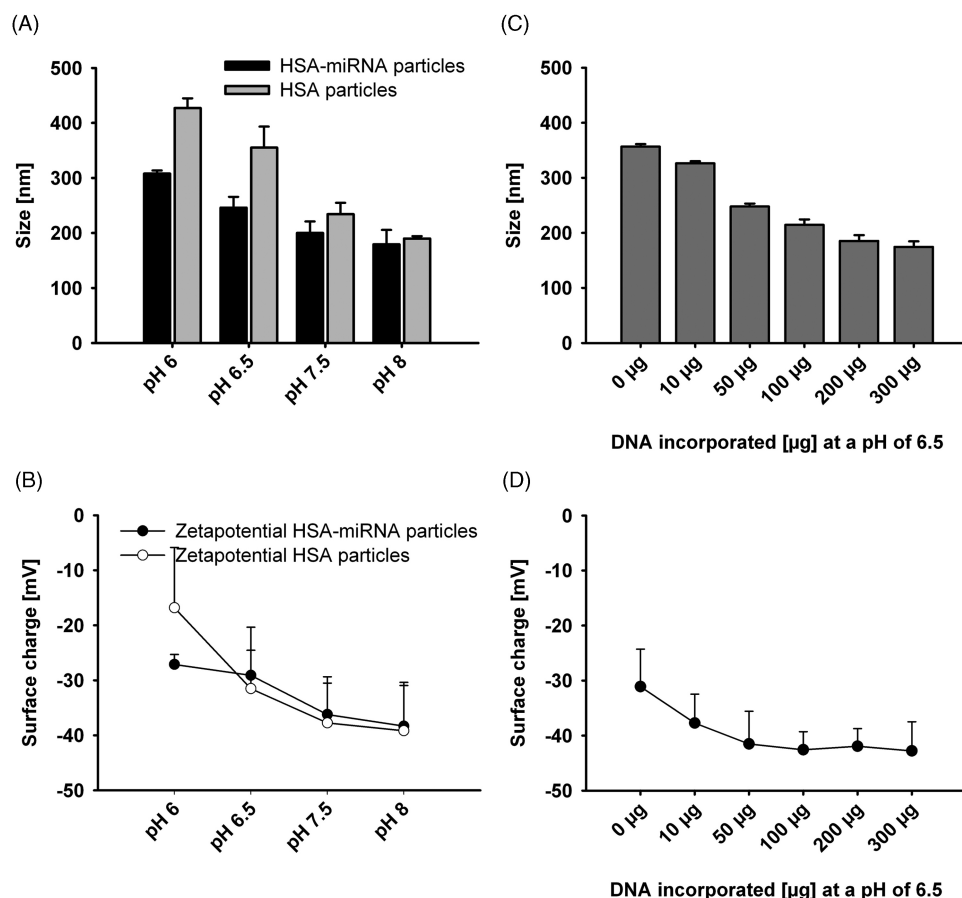 (A)
HSA-miRNA particles
HSA particles
Size [nm]
500
400
300
200
100
0
pH 6
pH 6.5
pH 7.5
pH 8
(C)
Size [nm]
500
400
300
200
100
0
0 µg
10 µg
50 µg
100 µg
200 µg
300 µg
DNA incorporated [µg] at a pH of 6.5
(B)
Zetapotential HSA-miRNA particles
Zetapotential HSA particles
Surface charge [mV]
0
-10
-20
-30
-40
-50
pH 6
pH 6.5
pH 7.5
pH 8
(D)
Surface charge [mV]
0
-10
-20
-30
-40
-50
0 µg
10 µg
50 µg
100 µg
200 µg
300 µg
DNA incorporated [µg] at a pH of 6.5